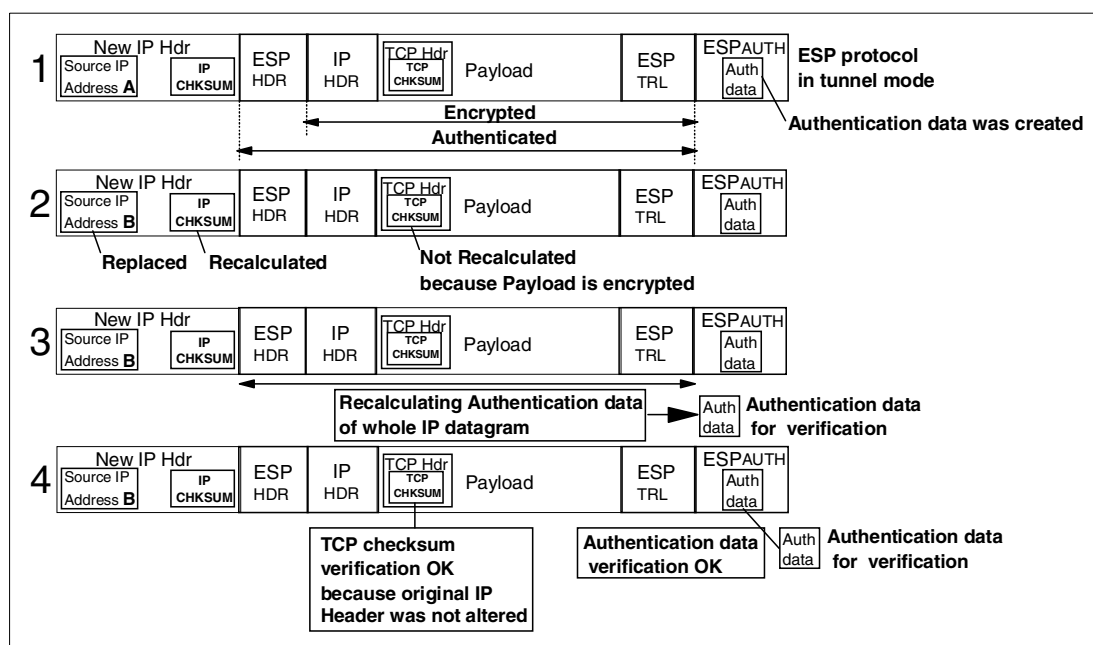 1
New IP Hdr
Source IP
Address A
IP
CHKSUM
ESP
HDR
IP
HDR
TCP Hdr
TCP
CHKSUM
Payload
ESP
TRL
ESPAUTH
Auth
data
ESP protocol
in tunnel mode
Encrypted
Authenticated
Authentication data was created
2
New IP Hdr
Source IP
Address B
IP
CHKSUM
ESP
HDR
IP
HDR
TCP Hdr
TCP
CHKSUM
Payload
ESP
TRL
ESPAUTH
Auth
data
Replaced
Recalculated
Not Recalculated
because Payload is encrypted
3
New IP Hdr
Source IP
Address B
IP
CHKSUM
ESP
HDR
IP
HDR
TCP Hdr
TCP
CHKSUM
Payload
ESP
TRL
ESPAUTH
Auth
data
Recalculating Authentication data
of whole IP datagram
Auth
data
Authentication data
for verification
4
New IP Hdr
Source IP
Address B
IP
CHKSUM
ESP
HDR
IP
HDR
TCP Hdr
TCP
CHKSUM
Payload
ESP
TRL
ESPAUTH
Auth
data
TCP checksum
verification OK
because original IP
Header was not altered
Authentication data
verification OK
Auth
data
Authentication data
for verification